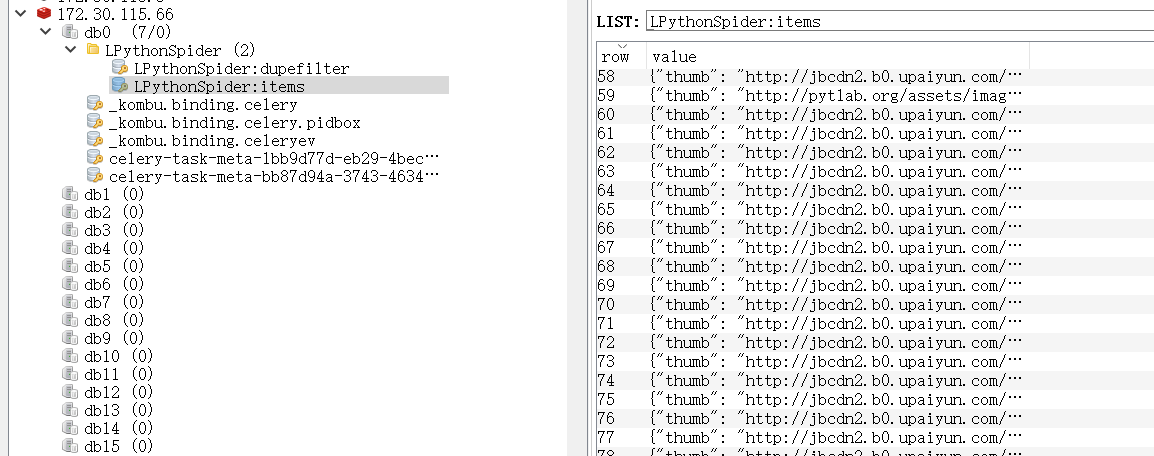 172.30.115.66
db0 (7/0)
LPythonSpider (2)
LPythonSpider:dupefilter
LPythonSpider:items
_kombu.binding.celery
_kombu.binding.celery.pidbox
_kombu.binding.celeryev
celery-task-meta-1bb9d77d-eb29-4bec…
celery-task-meta-bb87d94a-3743-4634…
db1 (0)
db2 (0)
db3 (0)
db4 (0)
db5 (0)
db6 (0)
db7 (0)
db8 (0)
db9 (0)
db10 (0)
db11 (0)
db12 (0)
db13 (0)
db14 (0)
db15 (0)
LIST: LPythonSpider:items
row value
58 {"thumb": "http://jbcdn2.b0.upaiyun.com/…
59 {"thumb": "http://pytlab.org/assets/imag…
60 {"thumb": "http://jbcdn2.b0.upaiyun.com/…
61 {"thumb": "http://jbcdn2.b0.upaiyun.com/…
62 {"thumb": "http://jbcdn2.b0.upaiyun.com/…
63 {"thumb": "http://jbcdn2.b0.upaiyun.com/…
64 {"thumb": "http://jbcdn2.b0.upaiyun.com/…
65 {"thumb": "http://jbcdn2.b0.upaiyun.com/…
66 {"thumb": "http://jbcdn2.b0.upaiyun.com/…
67 {"thumb": "http://jbcdn2.b0.upaiyun.com/…
68 {"thumb": "http://jbcdn2.b0.upaiyun.com/…
69 {"thumb": "http://jbcdn2.b0.upaiyun.com/…
70 {"thumb": "http://jbcdn2.b0.upaiyun.com/…
71 {"thumb": "http://jbcdn2.b0.upaiyun.com/…
72 {"thumb": "http://jbcdn2.b0.upaiyun.com/…
73 {"thumb": "http://jbcdn2.b0.upaiyun.com/…
74 {"thumb": "http://jbcdn2.b0.upaiyun.com/…
75 {"thumb": "http://jbcdn2.b0.upaiyun.com/…
76 {"thumb": "http://jbcdn2.b0.upaiyun.com/…
77 {"thumb": "http://jbcdn2.b0.upaiyun.com/…